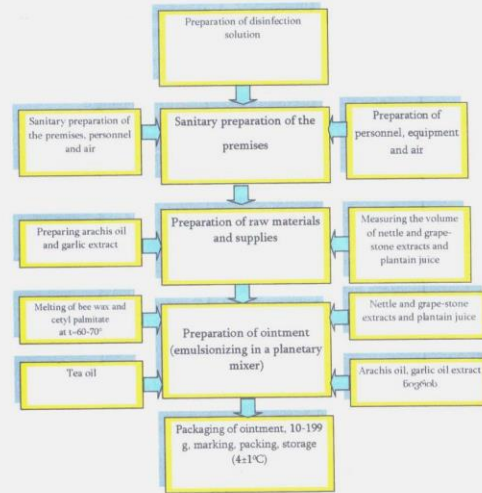 Preparation of disinfection
solution
Sanitary preparation of
the premises, personnel
and air
Sanitary preparation of the
premises
Preparation of
personnel, equipment
and air
Preparing arachis oil
and garlic extract
Preparation of raw materials
and supplies
Measuring the volume
of nettle and grape-
stone extracts and
plantain juice
Melting of bee wax and
cetyl palmitate
at t=60-70°
Preparation of ointment
(emulsionizing in a planetary
mixer)
Nettle and grape-stone
extracts and plantain juice
Tea oil
Arachis oil, garlic oil extract
ნივრის
Packaging of ointment, 10-199
g, marking, packing, storage
(4±1ºC)